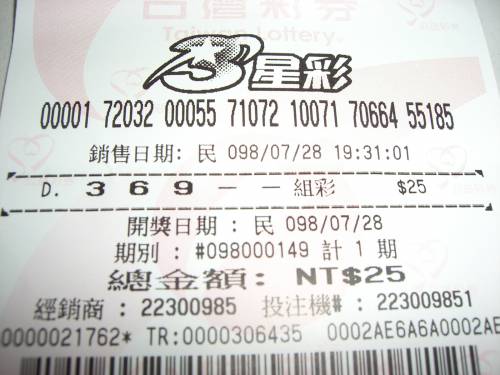 台灣彩券
Taiwan Lottery
3星彩
00001 72032 00055 71072 10071 70664 55185
銷售日期: 民 098/07/28 19:31:01
D. 3 6 9 － － 組彩 $25
開獎日期 : 民 098/07/28
期別 : #098000149 計 1 期
總金額: NT$25
經銷商 : 22300985 投注機# : 223009851
0000021762* TR:0000306435 0002AE6A6A0002AE